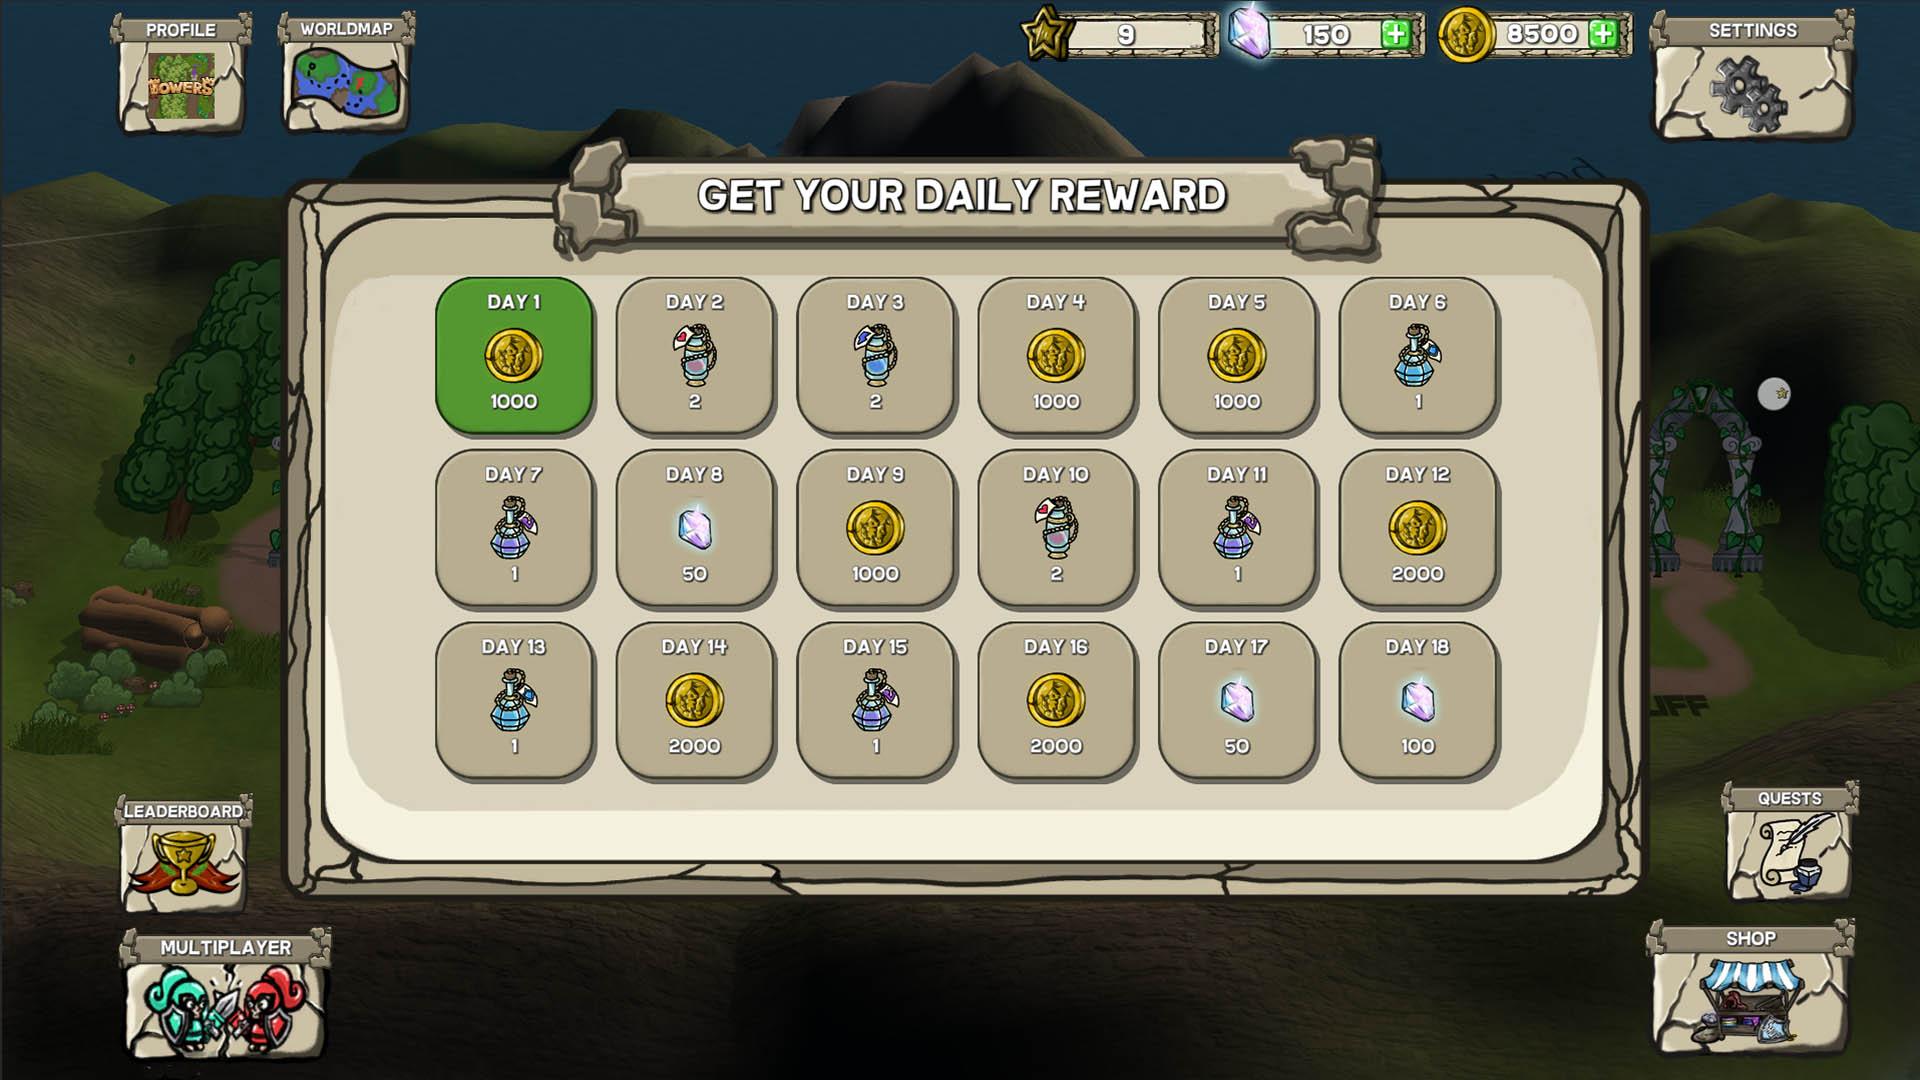 PROFILE
WORLDMAP
9
150
8500
SETTINGS
GET YOUR DAILY REWARD
DAY 1
1000
DAY 2
2
DAY 3
2
DAY 4
1000
DAY 5
1000
DAY 6
1
DAY 7
1
DAY 8
50
DAY 9
1000
DAY 10
2
DAY 11
1
DAY 12
2000
DAY 13
1
DAY 14
2000
DAY 15
1
DAY 16
2000
DAY 17
50
DAY 18
100
LEADERBOARD
QUESTS
MULTIPLAYER
SHOP